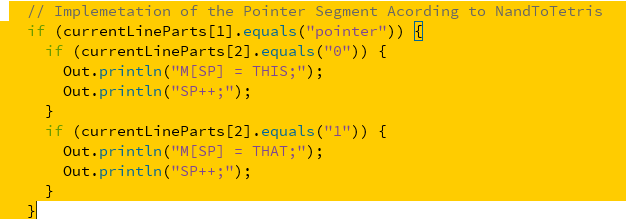 // Implemetation of the Pointer Segment Acording to NandToTetris
if (currentLineParts[1].equals("pointer")) {
if (currentLineParts[2].equals("0")) {
Out.println("M[SP] = THIS;");
Out.println("SP++;");
}
if (currentLineParts[2].equals("1")) {
Out.println("M[SP] = THAT;");
Out.println("SP++;");
}
}